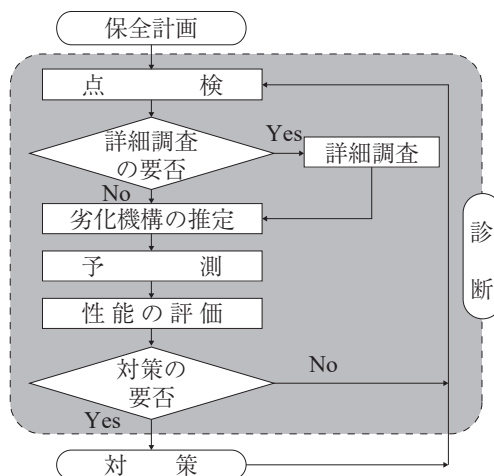 保全計画
点　検
詳細調査
の要否
Yes
詳細調査
No
劣化機構の推定
予　測
性能の評価
診
断
対策の
要否
No
Yes
対　策